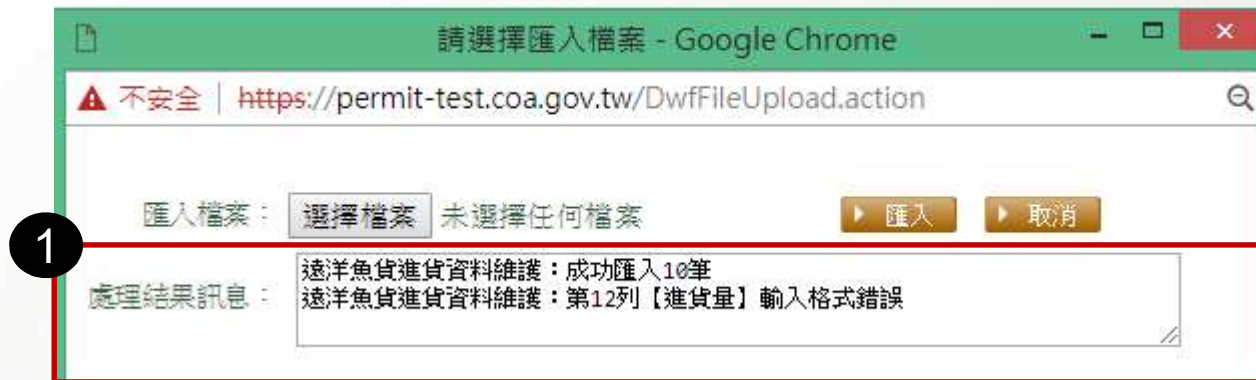 請選擇匯入檔案 - Google Chrome
不安全 | https://permit-test.coa.gov.tw/DwfFileUpload.action
匯入檔案： 選擇檔案 未選擇任何檔案 匯入 取消
1
處理結果訊息： 遠洋魚貨進貨資料維護：成功匯入10筆
遠洋魚貨進貨資料維護：第12列【進貨量】輸入格式錯誤